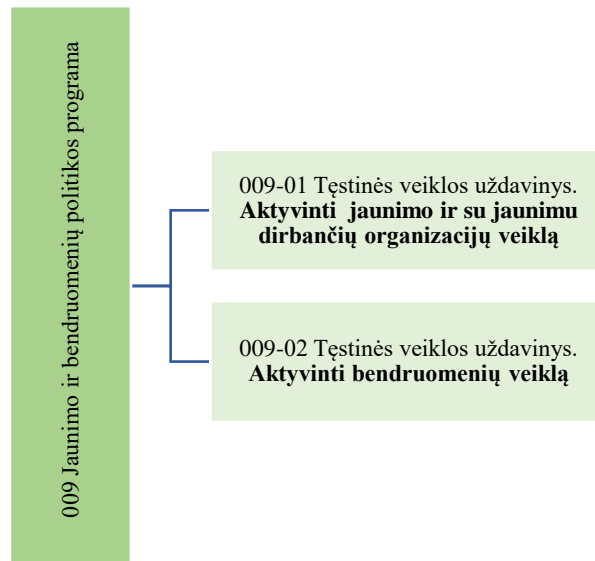 009 Jaunimo ir bendruomenių politikos programa
009-01 Tęstinės veiklos uždavinys.
Aktyvinti jaunimo ir su jaunimu
dirbančių organizacijų veiklą
009-02 Tęstinės veiklos uždavinys.
Aktyvinti bendruomenių veiklą